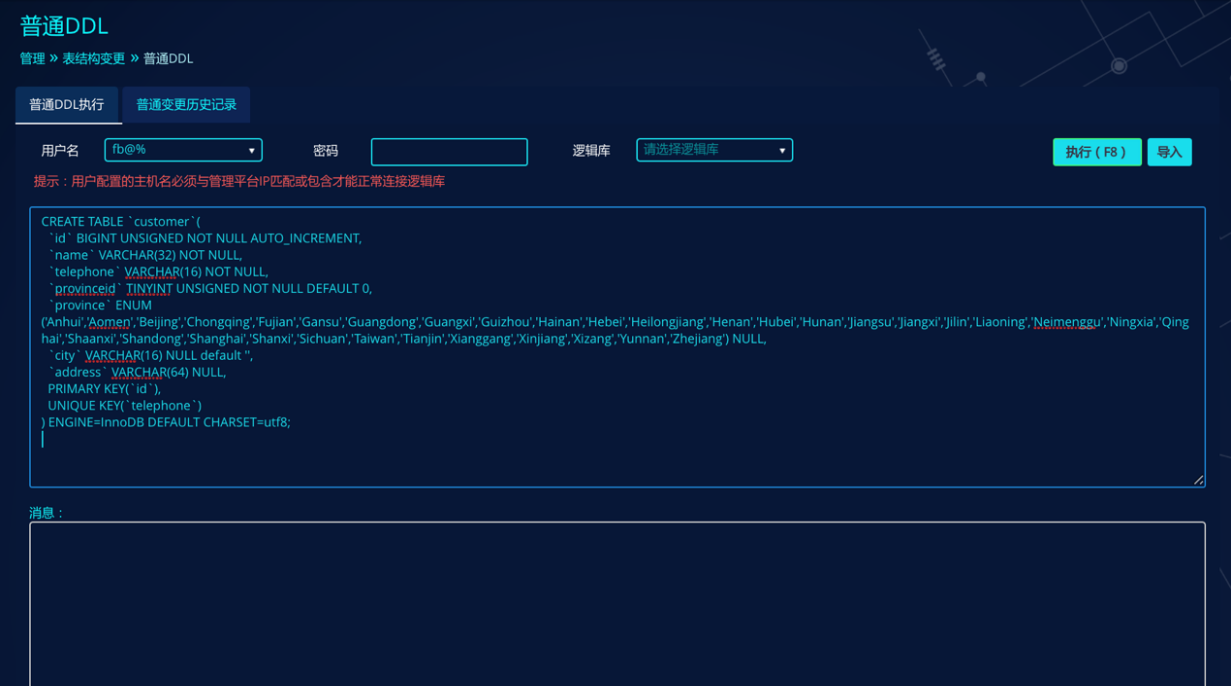 普通DDL
管理 » 表结构变更 » 普通DDL
普通DDL执行 普通变更历史记录
用户名 fb@% 密码 逻辑库 请选择逻辑库 执行 ( F8 ) 导入
提示：用户配置的主机名必须与管理平台IP匹配或包含才能正常连接逻辑库
CREATE TABLE `customer`(
`id` BIGINT UNSIGNED NOT NULL AUTO_INCREMENT,
`name` VARCHAR(32) NOT NULL,
`telephone` VARCHAR(16) NOT NULL,
`provinceid` TINYINT UNSIGNED NOT NULL DEFAULT 0,
`province` ENUM
('Anhui','Aomen','Beijing','Chongqing','Fujian','Gansu','Guangdong','Guangxi','Guizhou','Hainan','Hebei','Heilongjiang','Henan','Hubei','Hunan','Jiangsu','Jiangxi','Jilin','Liaoning','Neimenggu','Ningxia','Qing
hai','Shaanxi','Shandong','Shanghai','Shanxi','Sichuan','Taiwan','Tianjin','Xianggang','Xinjiang','Xizang','Yunnan','Zhejiang') NULL,
`city` VARCHAR(16) NULL default '',
`address` VARCHAR(64) NULL,
PRIMARY KEY(`id`),
UNIQUE KEY(`telephone`)
) ENGINE=InnoDB DEFAULT CHARSET=utf8;
消息：